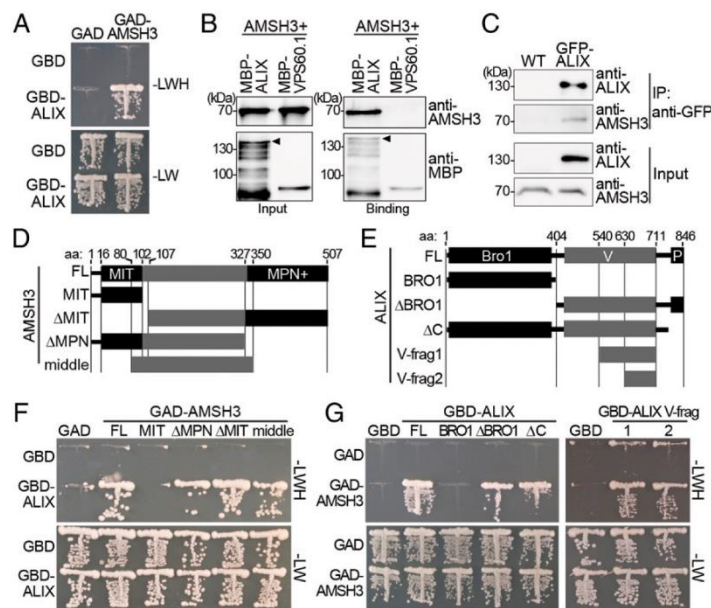 A
GAD
GAD-
AMSH3
GBD
GBD-
ALIX
-LWH
GBD
GBD-
ALIX
-LW
B
AMSH3+
AMSH3+
MBP-
ALIX
MBP-
VPS60.1
MBP-
ALIX
MBP-
VPS60.1
(kDa)
(kDa)
70
70
anti-
AMSH3
130
130
100
100
anti-
MBP
Input
Binding
C
WT
GFP-
ALIX
(kDa)
130
anti-
ALIX
70
anti-
AMSH3
IP:
anti-GFP
130
anti-
ALIX
70
anti-
AMSH3
Input
D
aa:
1 16 80 102 107 327 350 507
AMSH3
FL MIT MPN+
MIT
ΔMIT
ΔMPN
middle
E
aa: 1 404 540 630 711 846
ALIX
FL Bro1 V P
BRO1
ΔBRO1
ΔC
V-frag1
V-frag2
F
GAD-AMSH3
GAD FL MIT ΔMPN ΔMIT middle
GBD
GBD-
ALIX
-LWH
GBD
GBD-
ALIX
-LW
G
GBD-ALIX
GBD-ALIX V-frag
GBD FL BRO1 ΔBRO1 ΔC
GBD 1 2
GAD
GAD-
AMSH3
-LWH
GAD
GAD-
AMSH3
-LW